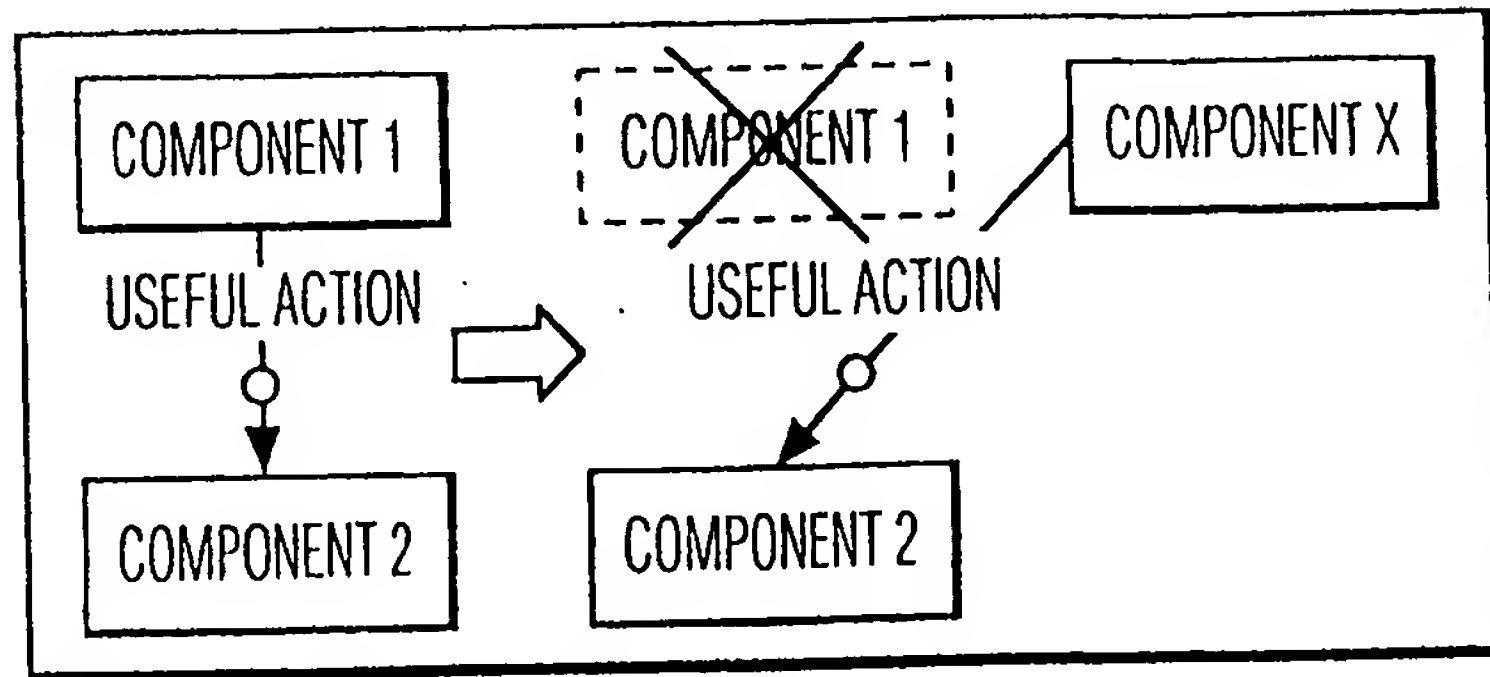 COMPONENT 1
USEFUL ACTION
COMPONENT 2
COMPONENT 1
COMPONENT X
USEFUL ACTION
COMPONENT 2